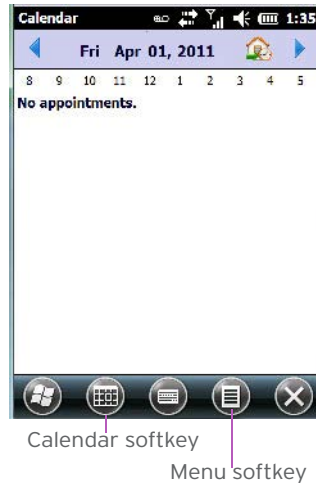 Calendar 1:35
Fri Apr 01, 2011
8 9 10 11 12 1 2 3 4 5
No appointments.
Calendar softkey
Menu softkey